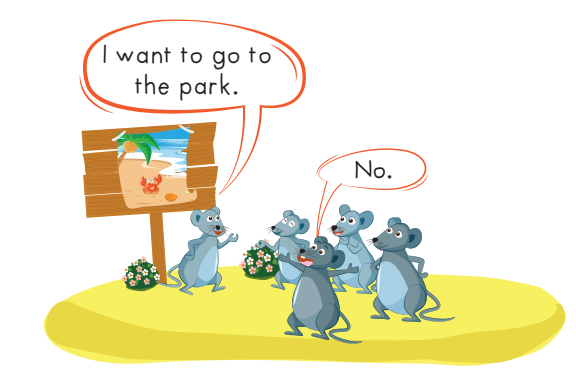 I want to go to
the park.
No.